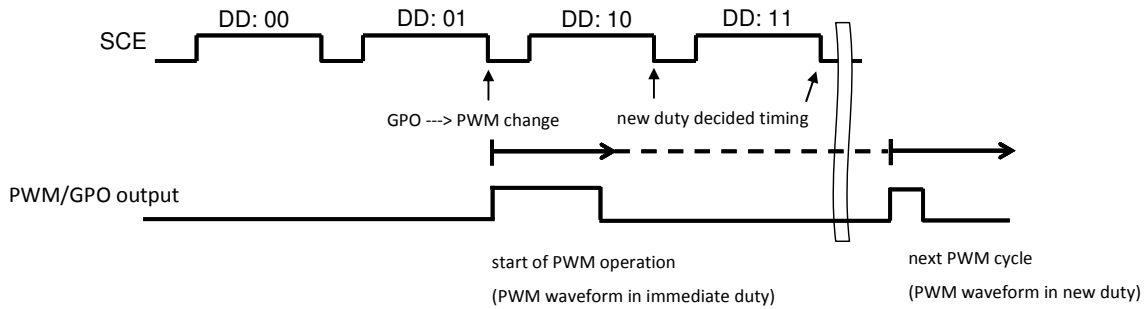 DD: 00 DD: 01 DD: 10 DD: 11
SCE
GPO ---> PWM change new duty decided timing
PWM/GPO output
start of PWM operation next PWM cycle
(PWM waveform in immediate duty) (PWM waveform in new duty)